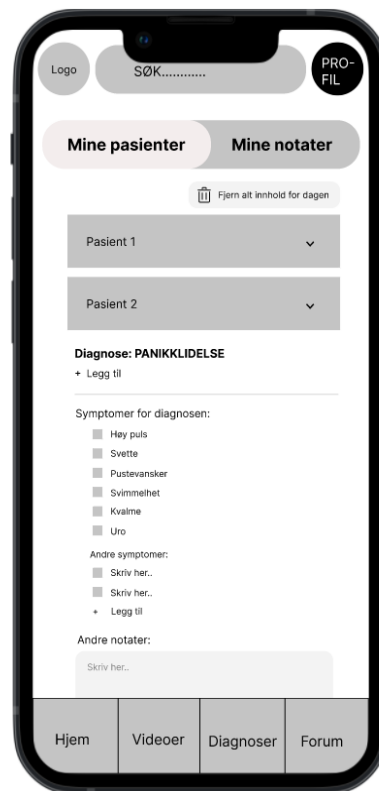 Logo
SØK............
PRO-
FIL
Mine pasienter
Mine notater
Fjern alt innhold for dagen
Pasient 1
Pasient 2
Diagnose: PANIKKLIDELSE
+ Legg til
Symptomer for diagnosen:
Høy puls
Svette
Pustevansker
Svimmelhet
Kvalme
Uro
Andre symptomer:
Skriv her..
Skriv her..
+ Legg til
Andre notater:
Skriv her..
Hjem
Videoer
Diagnoser
Forum